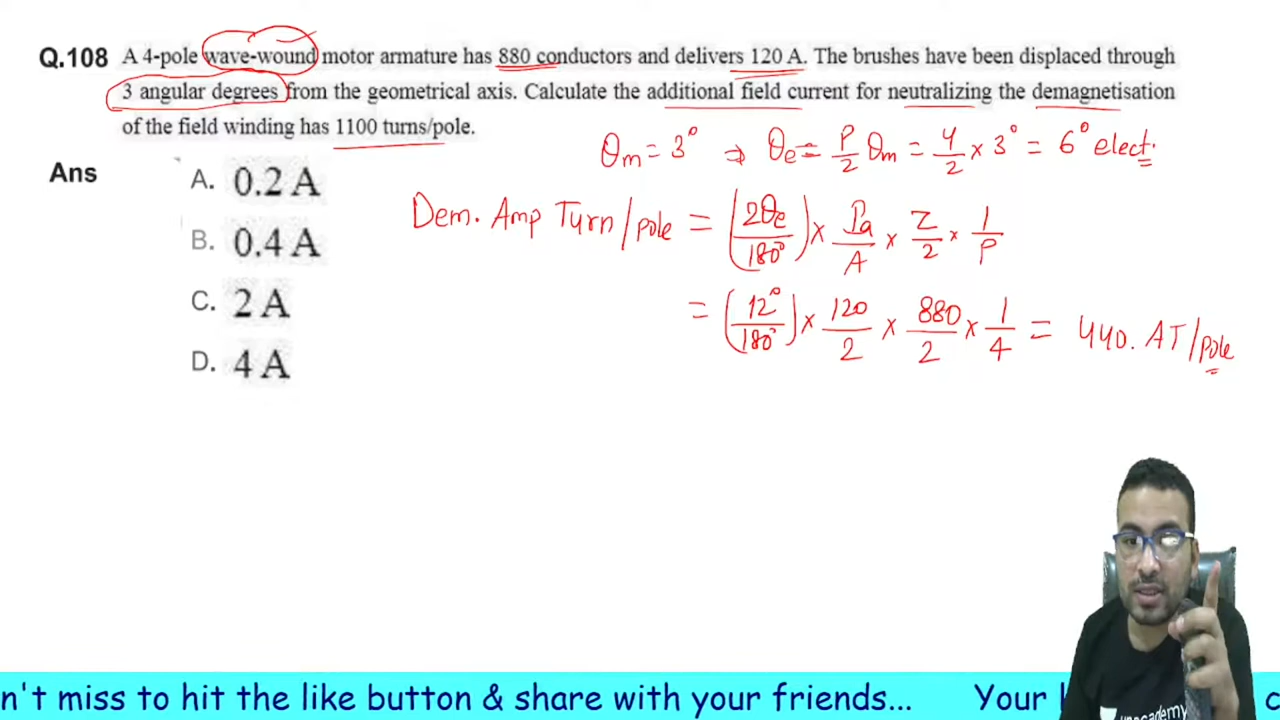 Q.108 A 4-pole wave-wound motor armature has 880 conductors and delivers 120 A. The brushes have been displaced through
3 angular degrees from the geometrical axis. Calculate the additional field current for neutralizing the demagnetisation
of the field winding has 1100 turns/pole.
θm = 3° ⇒ θe = P/2 θm = 4/2 × 3° = 6° elect.
Ans
A. 0.2 A
B. 0.4 A
C. 2 A
D. 4 A
Dem. Amp Turn/pole = (2θe/180°) × Ia/A × Z/2 × 1/P
= (12°/180°) × 120/2 × 880/2 × 1/4 = 440. AT/pole
n't miss to hit the like button & share with your friends... Your